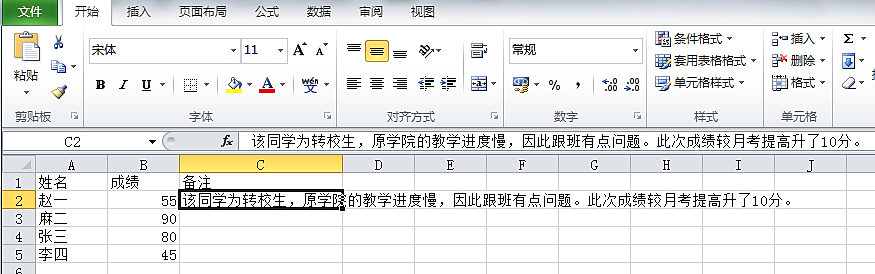 文件 开始 插入 页面布局 公式 数据 审阅 视图
宋体 11 A A 常规 条件格式 插入 Σ
粘贴 套用表格格式 删除
B I U A wén 文 % , .00 .00 单元格样式 格式
剪贴板 字体 对齐方式 数字 样式 单元格
C2 fx 该同学为转校生，原学院的教学进度慢，因此跟班有点问题。此次成绩较月考提高升了10分。
A B C D E F G H I J
1 姓名 成绩 备注
2 赵一 55 该同学为转校生，原学院的教学进度慢，因此跟班有点问题。此次成绩较月考提高升了10分。
3 麻二 90
4 张三 80
5 李四 45
6